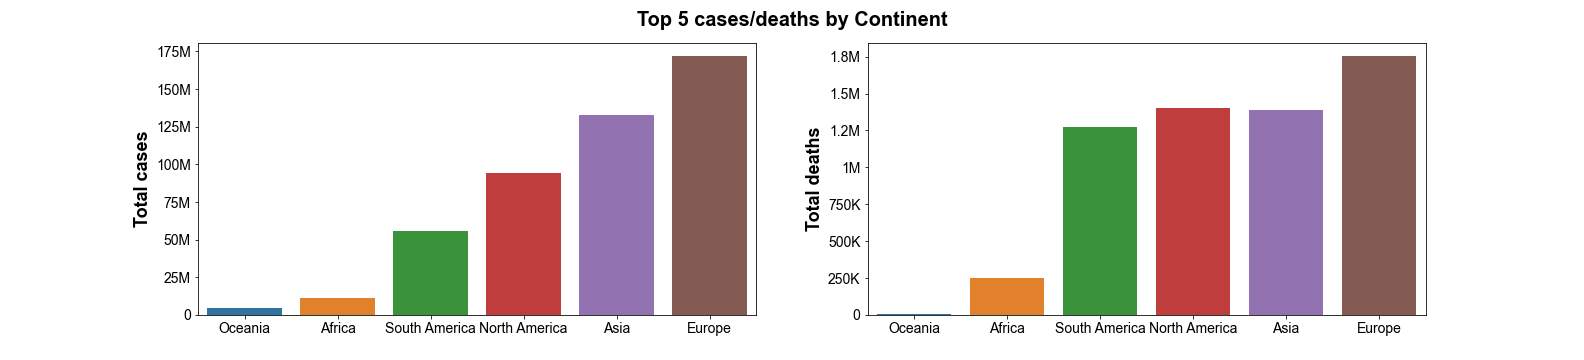 Top 5 cases/deaths by Continent
Total cases
175M
150M
125M
100M
75M
50M
25M
0
Oceania Africa South America North America Asia Europe
Total deaths
1.8M
1.5M
1.2M
1M
750K
500K
250K
0
Oceania Africa South America North America Asia Europe